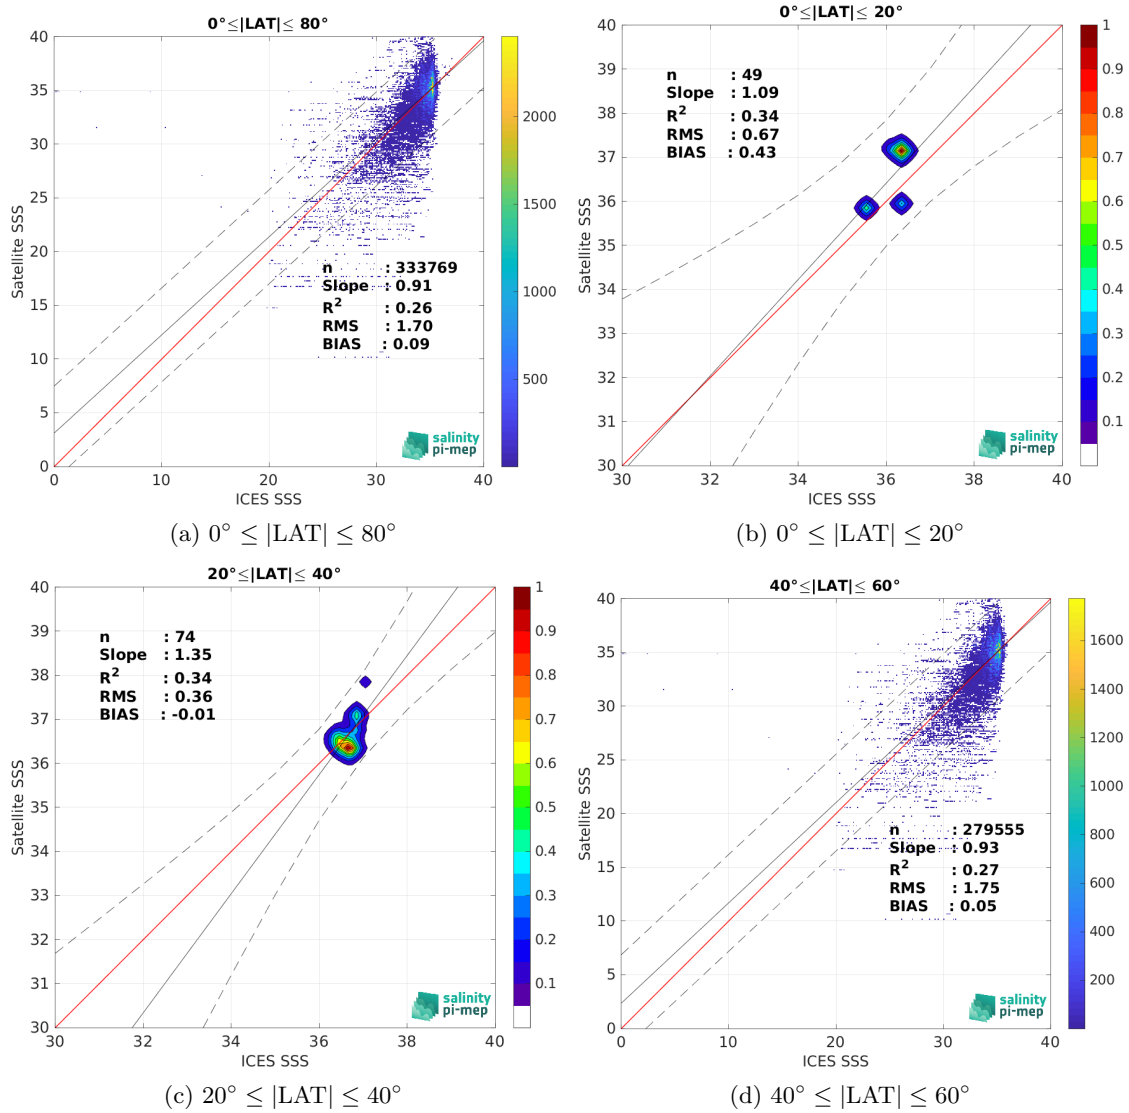 0°≤|LAT|≤ 80°
40
35
30
25
20
15
10
5
0
Satellite SSS
n : 333769
Slope : 0.91
R² : 0.26
RMS : 1.70
BIAS : 0.09
salinity
pi-mep
0 10 20 30 40
ICES SSS
2000
1500
1000
500
(a) 0° ≤ |LAT| ≤ 80°
0°≤|LAT|≤ 20°
40
39
38
37
36
35
34
33
32
31
30
Satellite SSS
n : 49
Slope : 1.09
R² : 0.34
RMS : 0.67
BIAS : 0.43
salinity
pi-mep
30 32 34 36 38 40
ICES SSS
1
0.9
0.8
0.7
0.6
0.5
0.4
0.3
0.2
0.1
(b) 0° ≤ |LAT| ≤ 20°
20°≤|LAT|≤ 40°
40
39
38
37
36
35
34
33
32
31
30
Satellite SSS
n : 74
Slope : 1.35
R² : 0.34
RMS : 0.36
BIAS : -0.01
salinity
pi-mep
30 32 34 36 38 40
ICES SSS
1
0.9
0.8
0.7
0.6
0.5
0.4
0.3
0.2
0.1
(c) 20° ≤ |LAT| ≤ 40°
40°≤|LAT|≤ 60°
40
35
30
25
20
15
10
5
0
Satellite SSS
n : 279555
Slope : 0.93
R² : 0.27
RMS : 1.75
BIAS : 0.05
salinity
pi-mep
0 10 20 30 40
ICES SSS
1600
1400
1200
1000
800
600
400
200
(d) 40° ≤ |LAT| ≤ 60°